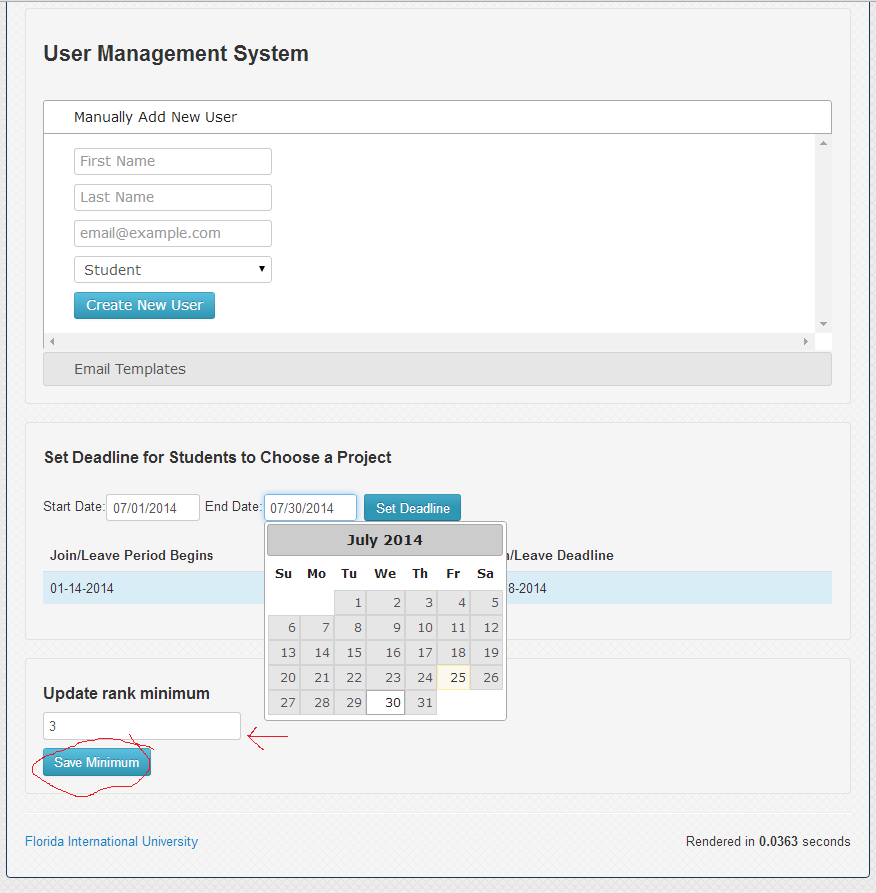 User Management System
Manually Add New User
First Name
Last Name
email@example.com
Student
Create New User
Email Templates
Set Deadline for Students to Choose a Project
Start Date: 07/01/2014 End Date: 07/30/2014 Set Deadline
July 2014
Join/Leave Period Begins /Leave Deadline
Su Mo Tu We Th Fr Sa
01-14-2014 8-2014
1 2 3 4 5
6 7 8 9 10 11 12
13 14 15 16 17 18 19
20 21 22 23 24 25 26
27 28 29 30 31
Update rank minimum
3
Save Minimum
Florida International University Rendered in 0.0363 seconds